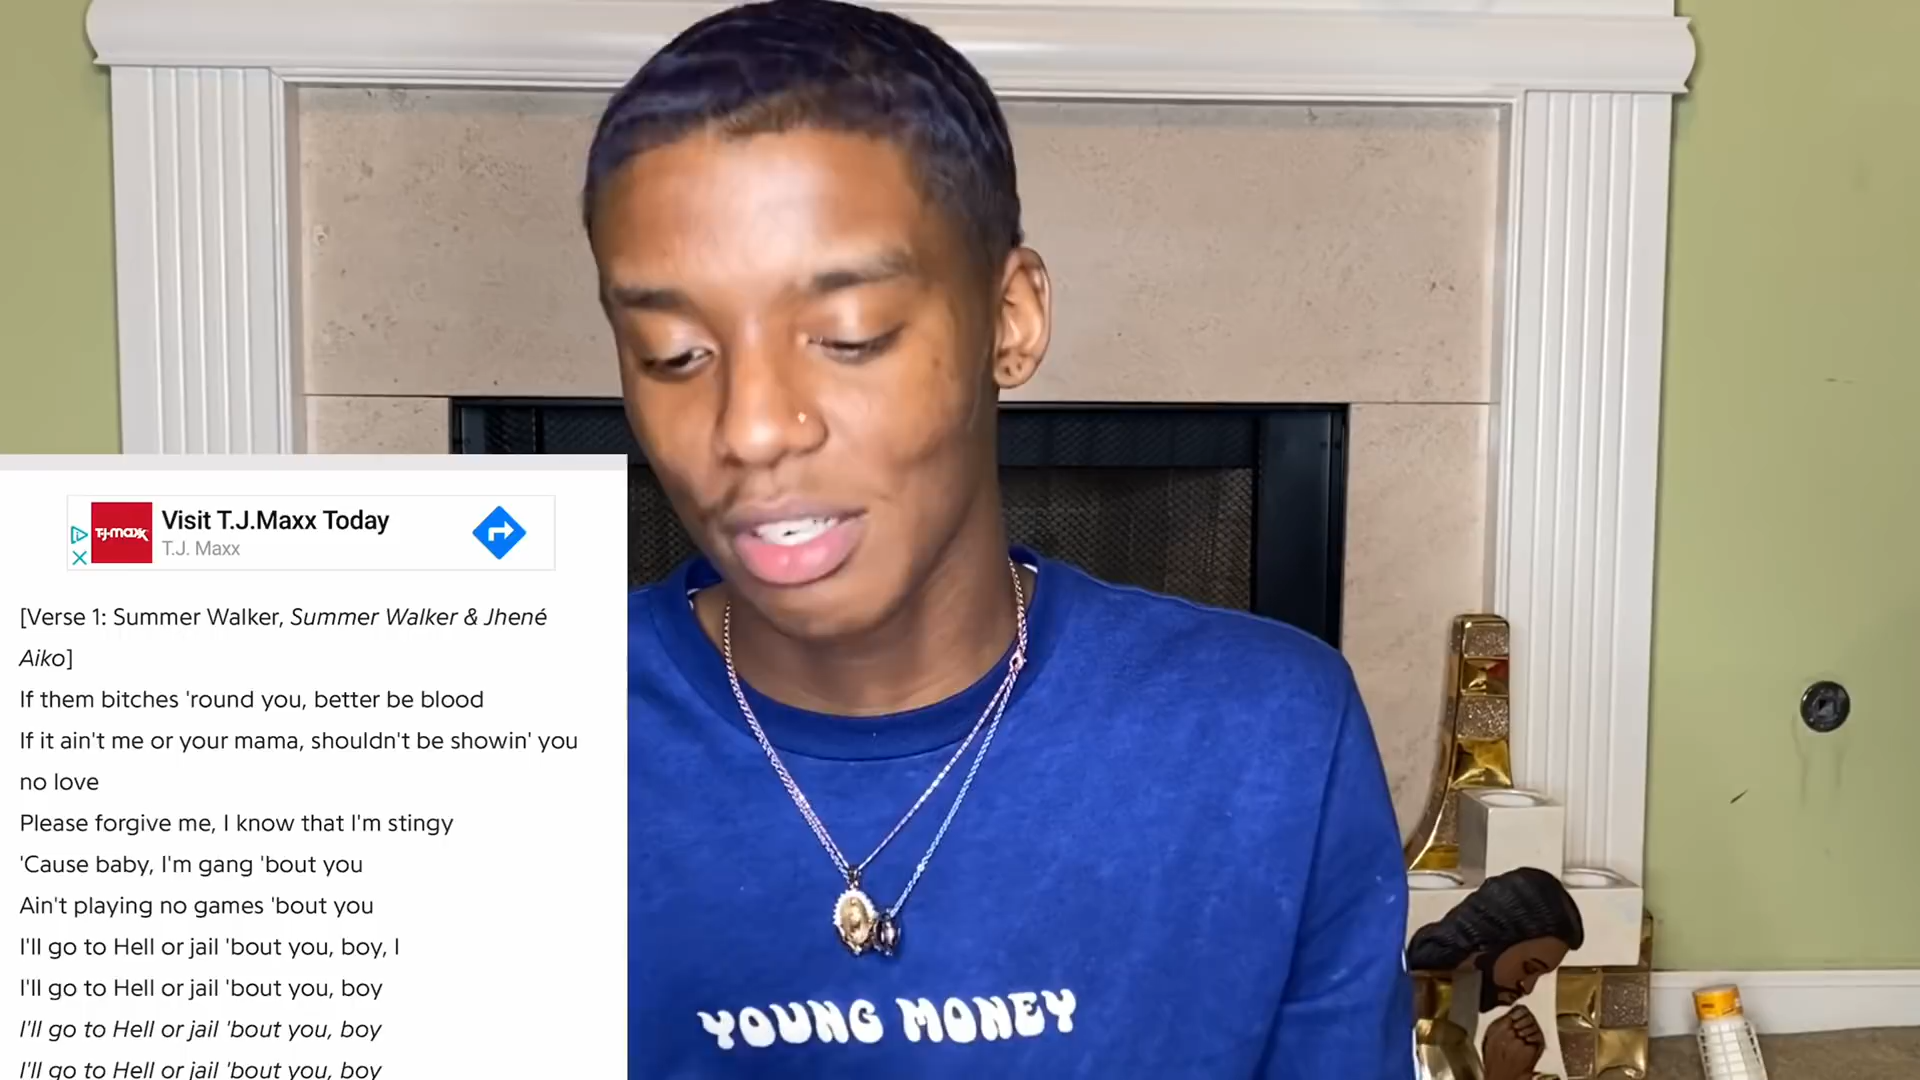 T•J•maxx
Visit T.J.Maxx Today
T.J. Maxx
[Verse 1: Summer Walker, Summer Walker & Jhené
Aiko]
If them bitches 'round you, better be blood
If it ain't me or your mama, shouldn't be showin' you
no love
Please forgive me, I know that I'm stingy
'Cause baby, I'm gang 'bout you
Ain't playing no games 'bout you
I'll go to Hell or jail 'bout you, boy, I
I'll go to Hell or jail 'bout you, boy
I'll go to Hell or jail 'bout you, boy
I'll go to Hell or jail 'bout you, boy
YOUNG MONEY